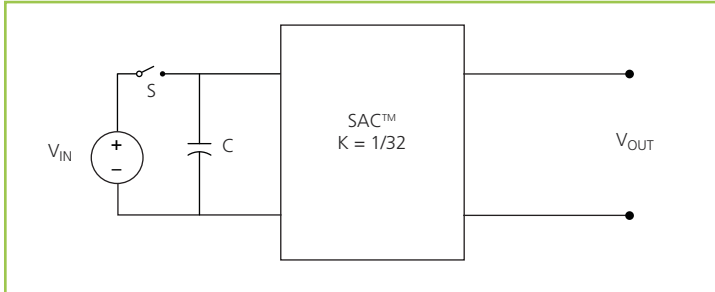 S
V_IN
+
−
C
SAC™
K = 1/32
V_OUT